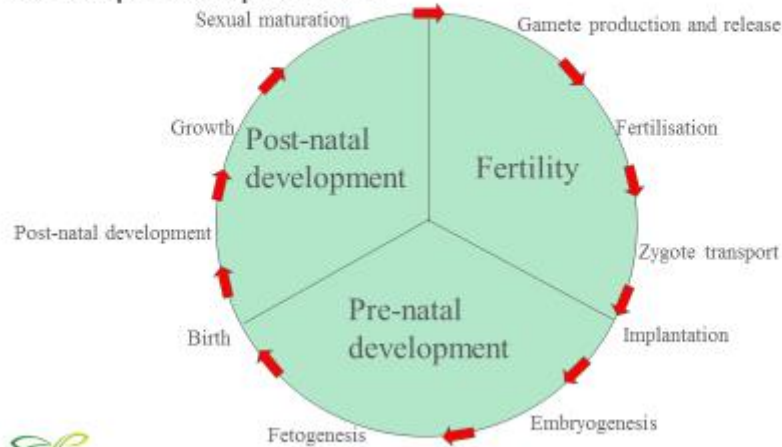 Sexual maturation
Gamete production and release
Growth
Post-natal
development
Fertility
Fertilisation
Post-natal development
Zygote transport
Pre-natal
development
Birth
Implantation
Fetogenesis
Embryogenesis